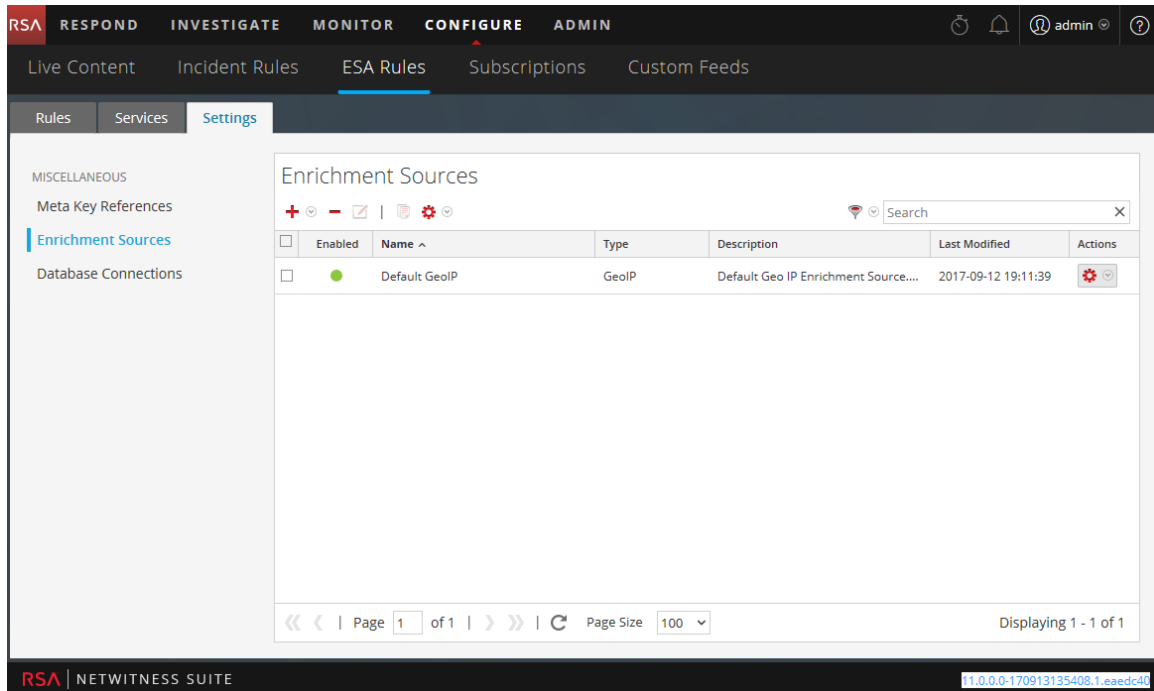 RSA RESPOND INVESTIGATE MONITOR CONFIGURE ADMIN admin ?
Live Content Incident Rules ESA Rules Subscriptions Custom Feeds
Rules Services Settings
MISCELLANEOUS
Meta Key References
Enrichment Sources
Database Connections
Enrichment Sources
Search
Enabled Name Type Description Last Modified Actions
Default GeoIP GeoIP Default Geo IP Enrichment Source.... 2017-09-12 19:11:39
Page 1 of 1 Page Size 100 Displaying 1 - 1 of 1
RSA NETWITNESS SUITE 11.0.0.0-170913135408.1.eaedc40